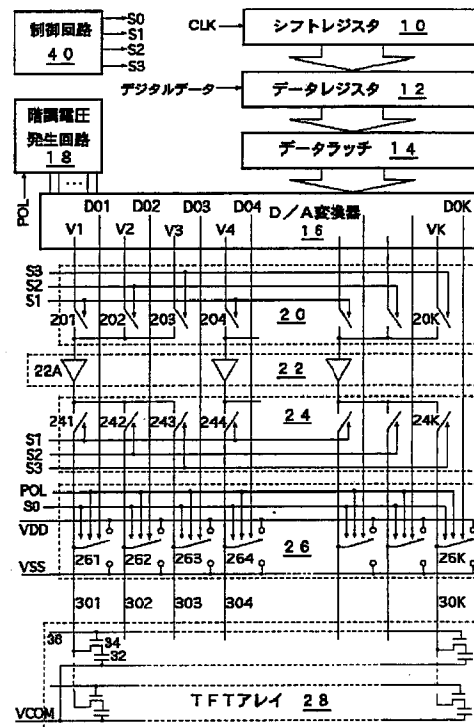 制御回路
40
S0
S1
S2
S3
CLK
シフトレジスタ 10
デジタルデータ
データレジスタ 12
データラッチ 14
階調電圧
発生回路
18
POL
D01 D02 D03 D04 D0K
D/A変換器
V1 V2 V3 V4 16 VK
S3
S2
S1
201 202 203 204 20 20K
22A 22
24
241 242 243 244 24K
S1
S2
S3
POL
S0
VDD
261 262 263 264 26 26K
VSS
301 302 303 304 30K
36
34
32
VCOM
TFTアレイ 28